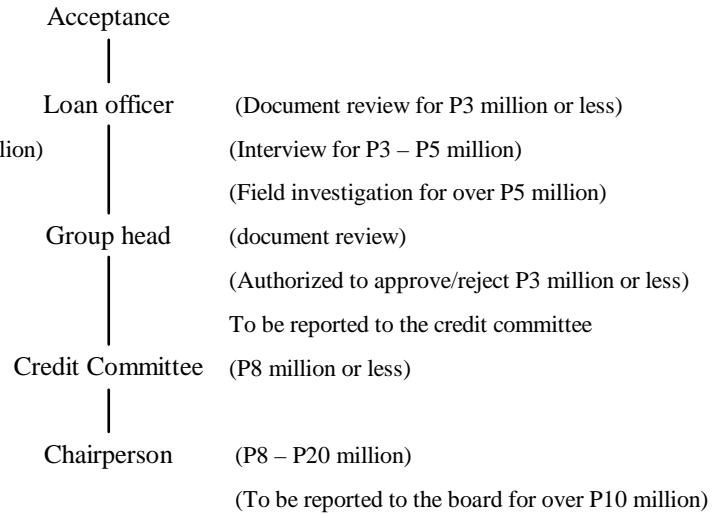 Acceptance
Loan officer (Document review for P3 million or less)
lion) (Interview for P3 – P5 million)
(Field investigation for over P5 million)
Group head (document review)
(Authorized to approve/reject P3 million or less)
To be reported to the credit committee
Credit Committee (P8 million or less)
Chairperson (P8 – P20 million)
(To be reported to the board for over P10 million)